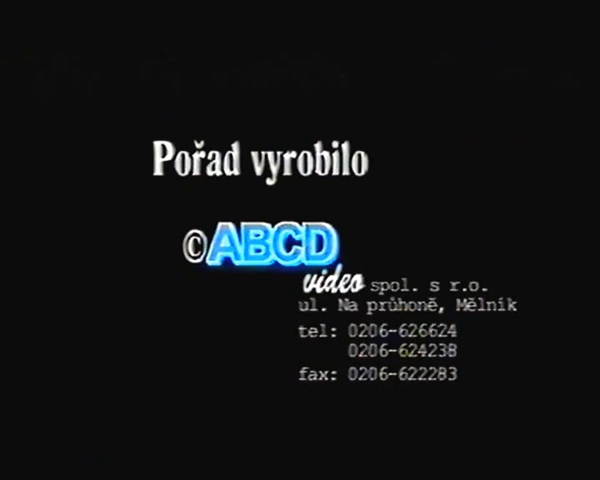 Pořad vyrobilo
©ABCD
video spol. s r.o.
ul. Na průhoně, Mělník
tel: 0206-626624
0206-624238
fax: 0206-622283